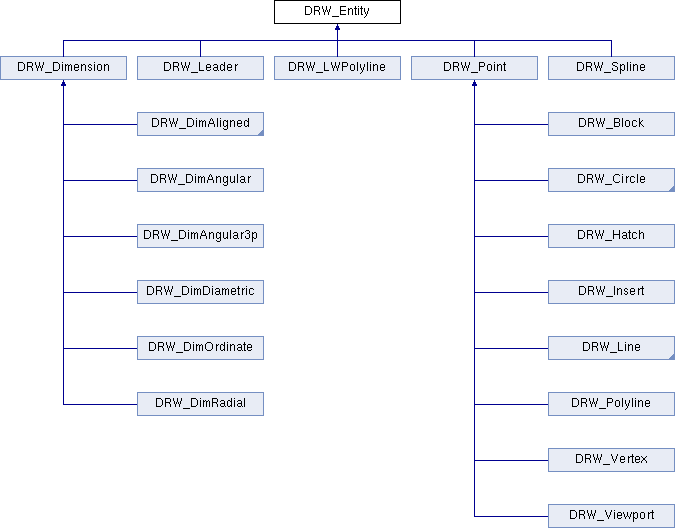 DRW_Entity
DRW_Dimension
DRW_Leader
DRW_LWPolyline
DRW_Point
DRW_Spline
DRW_DimAligned
DRW_Block
DRW_DimAngular
DRW_Circle
DRW_DimAngular3p
DRW_Hatch
DRW_DimDiametric
DRW_Insert
DRW_DimOrdinate
DRW_Line
DRW_DimRadial
DRW_Polyline
DRW_Vertex
DRW_Viewport